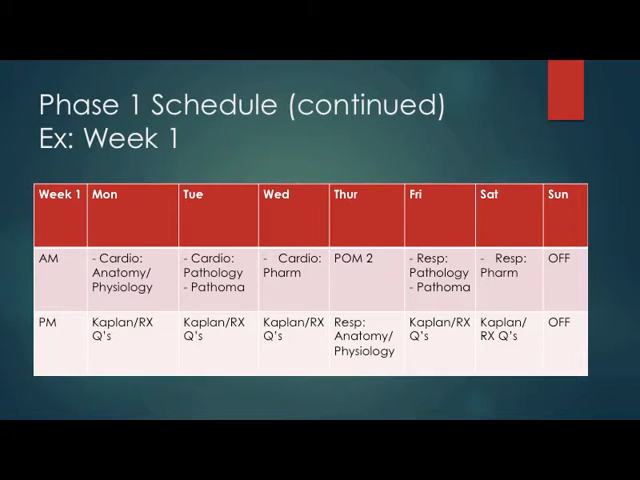 Phase 1 Schedule (continued)
Ex: Week 1
Week 1 Mon Tue Wed Thur Fri Sat Sun
AM - Cardio: - Cardio: - Cardio: POM 2 - Resp: - Resp: OFF
Anatomy/ Pathology Pharm Pathology Pharm
Physiology - Pathoma - Pathoma
PM Kaplan/RX Kaplan/RX Kaplan/RX Resp: Kaplan/RX Kaplan/ OFF
Q's Q's Q's Anatomy/ Q's RX Q's
Physiology